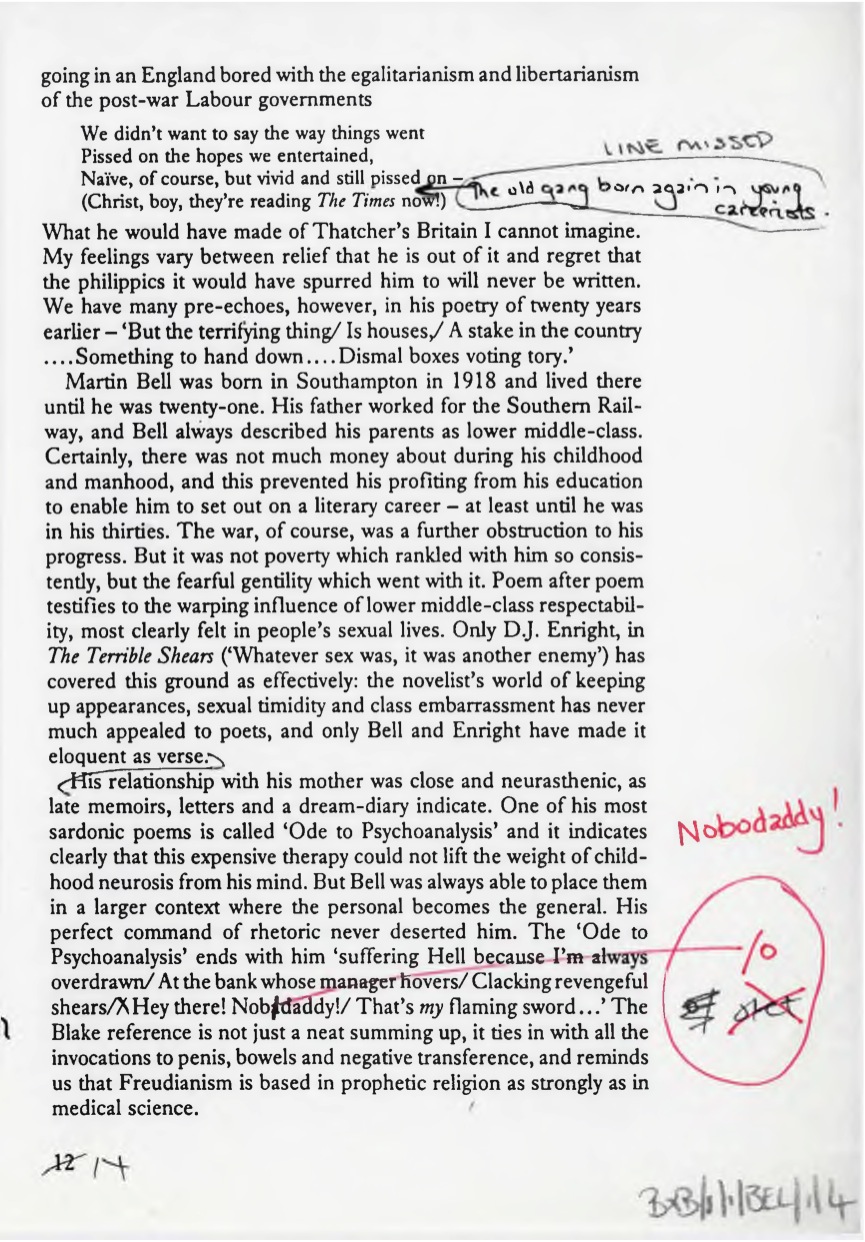 going in an England bored with the egalitarianism and libertarianism
of the post-war Labour governments
We didn't want to say the way things went
Pissed on the hopes we entertained,
LINE MISSED
Naïve, of course, but vivid and still pissed on –
The old gang born again in young
careerists.
(Christ, boy, they're reading The Times now!)
What he would have made of Thatcher's Britain I cannot imagine.
My feelings vary between relief that he is out of it and regret that
the philippics it would have spurred him to will never be written.
We have many pre-echoes, however, in his poetry of twenty years
earlier – 'But the terrifying thing/ Is houses,/ A stake in the country
....Something to hand down....Dismal boxes voting tory.'
Martin Bell was born in Southampton in 1918 and lived there
until he was twenty-one. His father worked for the Southern Rail-
way, and Bell always described his parents as lower middle-class.
Certainly, there was not much money about during his childhood
and manhood, and this prevented his profiting from his education
to enable him to set out on a literary career – at least until he was
in his thirties. The war, of course, was a further obstruction to his
progress. But it was not poverty which rankled with him so consis-
tently, but the fearful gentility which went with it. Poem after poem
testifies to the warping influence of lower middle-class respectabil-
ity, most clearly felt in people's sexual lives. Only D.J. Enright, in
The Terrible Shears ('Whatever sex was, it was another enemy') has
covered this ground as effectively: the novelist's world of keeping
up appearances, sexual timidity and class embarrassment has never
much appealed to poets, and only Bell and Enright have made it
eloquent as verse.
His relationship with his mother was close and neurasthenic, as
late memoirs, letters and a dream-diary indicate. One of his most
sardonic poems is called 'Ode to Psychoanalysis' and it indicates
clearly that this expensive therapy could not lift the weight of child-
hood neurosis from his mind. But Bell was always able to place them
in a larger context where the personal becomes the general. His
perfect command of rhetoric never deserted him. The 'Ode to
Psychoanalysis' ends with him 'suffering Hell because I'm always
overdrawn/ At the bank whose manager hovers/ Clacking revengeful
shears/X Hey there! Nobodaddy!/ That's my flaming sword...' The
Blake reference is not just a neat summing up, it ties in with all the
invocations to penis, bowels and negative transference, and reminds
us that Freudianism is based in prophetic religion as strongly as in
medical science.
Nobodaddy!
/o
12 14
BXB/1/1/BEL/1/4